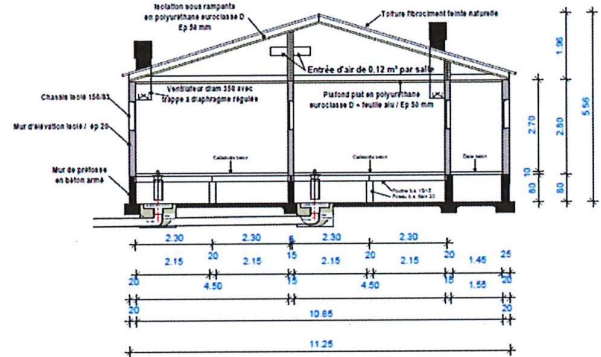 Isolation sous rampants
en polyuréthane euroclasse D
Ep 50 mm
Toiture fibrociment teinte naturelle
Entrée d'air de 0,12 m² par salle
Chassis isolé 150/83
Ventilateur diam 350 avec
trappe à diaphragme régulée
Plafond plat en polyuréthane
euroclasse D + feuille alu / Ep 50 mm
Mur d'élévation isolé / ép 20
Mur de préfosse
en béton armé
Caillebotis béton
Caillebotis béton
1.96
5.56
2.70
2.80
10
80
80
2.30 2.30 5 2.30 2.30
20 15 20 15 25
2.15 2.15 2.15 2.15 1.45
20 4.50 15 4.50 15 1.55 20
20 10.85 20
11.25